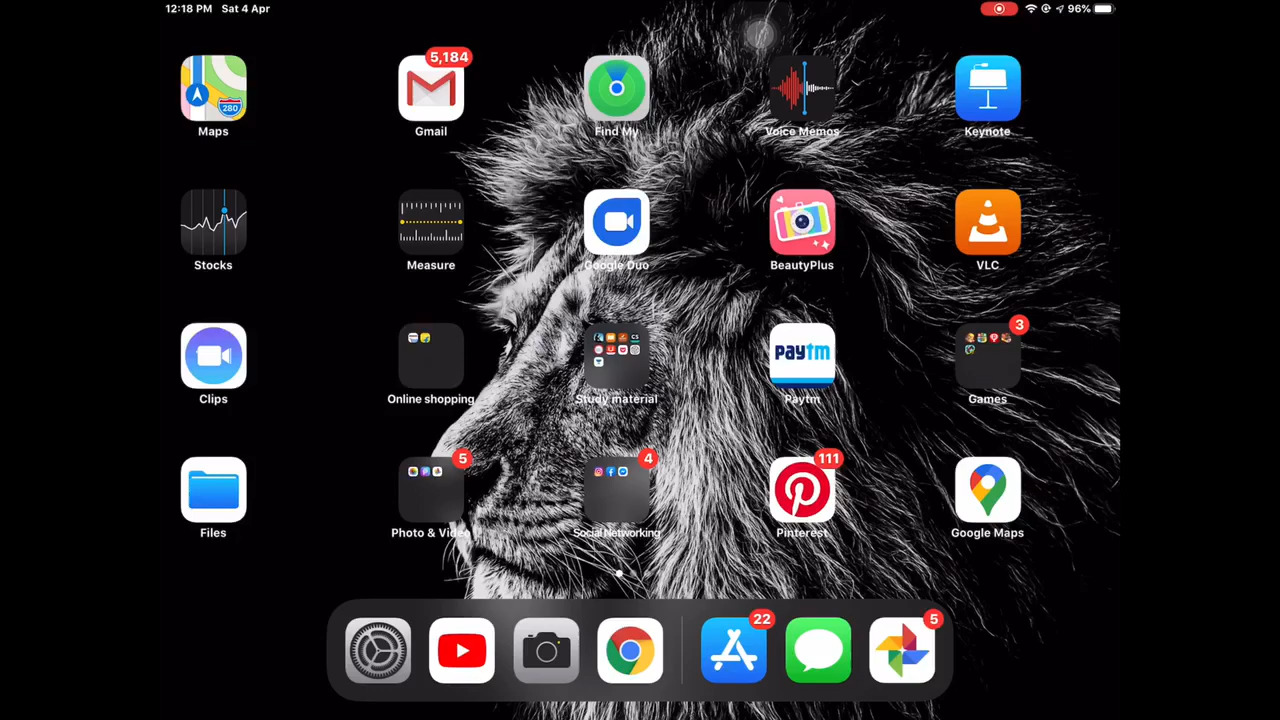 12:18 PM Sat 4 Apr
96%
5,184
280
Maps
Gmail
Find My
Voice Memos
Keynote
Stocks
Measure
Google Duo
BeautyPlus
VLC
3
paytm
Clips
Online shopping
Study material
Paytm
Games
5
4
111
Files
Photo & Video
Social Networking
Pinterest
Google Maps
22
5